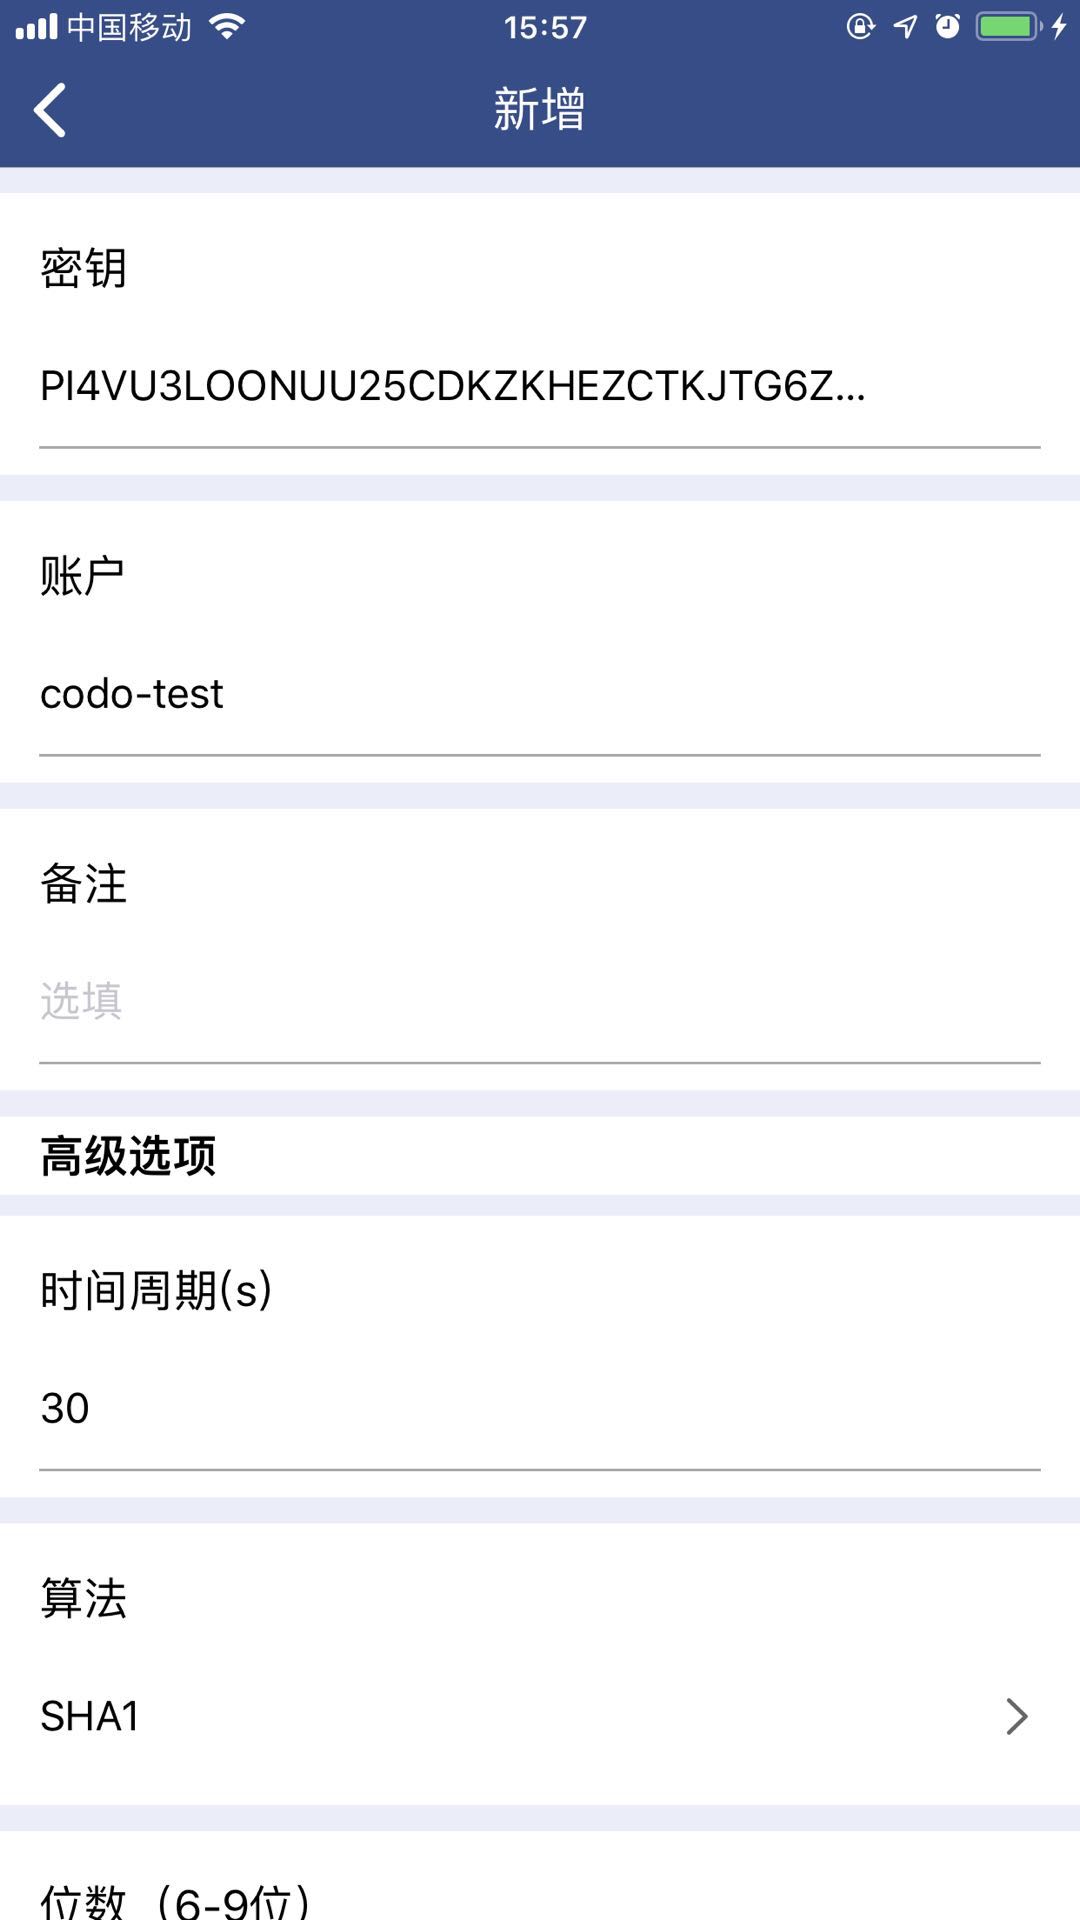 中国移动 15:57
新增
密钥
PI4VU3LOONUU25CDKZKHEZCTKJTG6Z...
账户
codo-test
备注
选填
高级选项
时间周期(s)
30
算法
SHA1
位数（6-9位）